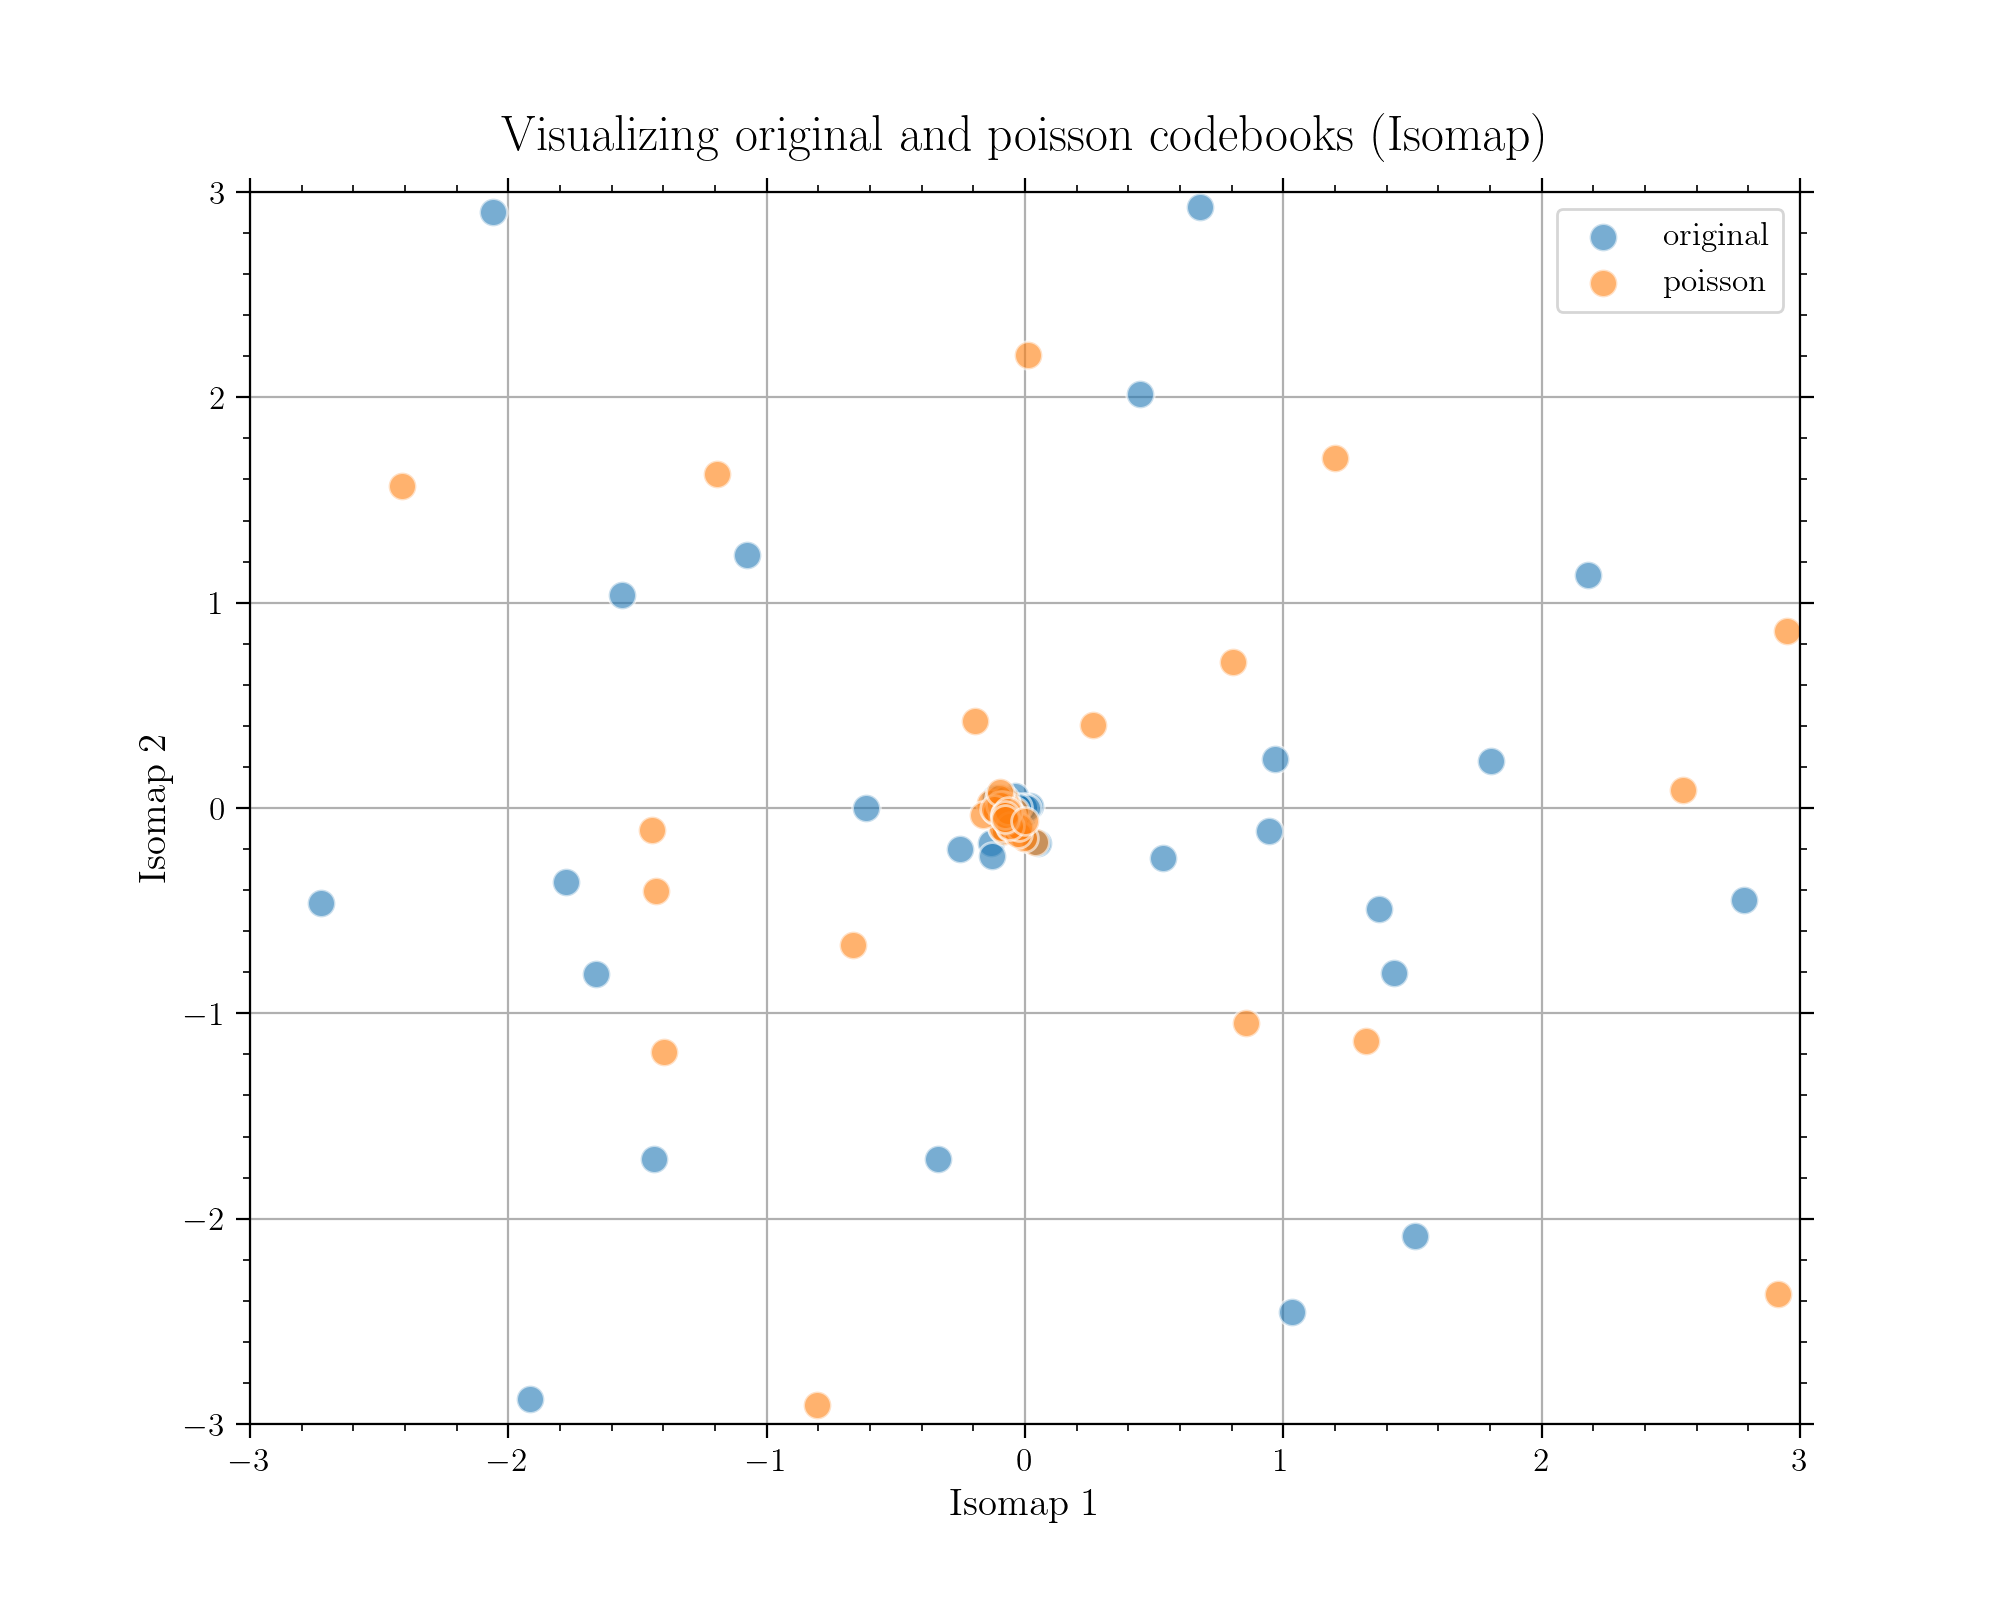 Visualizing original and poisson codebooks (Isomap)
original
poisson
3
2
1
0
−1
−2
−3
Isomap 2
−3
−2
−1
0
1
2
3
Isomap 1